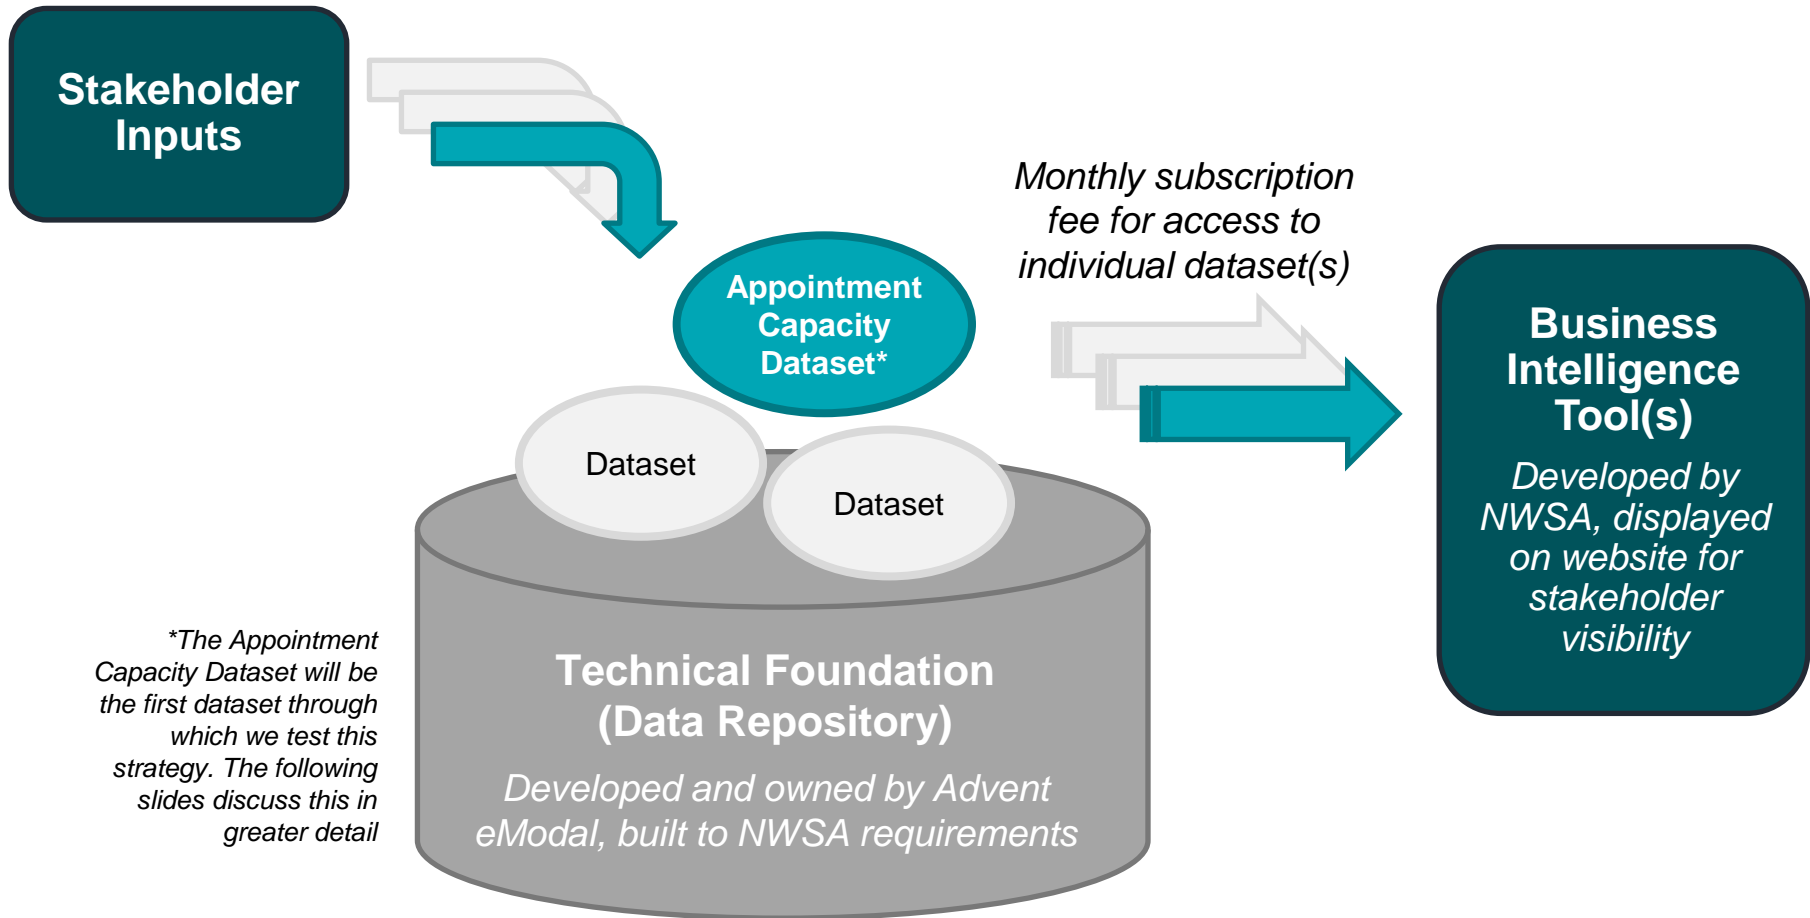 Stakeholder
Inputs
Monthly subscription
fee for access to
individual dataset(s)
Appointment
Capacity
Dataset*
Dataset
Dataset
Business
Intelligence
Tool(s)
Developed by
NWSA, displayed
on website for
stakeholder
visibility
*The Appointment
Capacity Dataset will be
the first dataset through
which we test this
strategy. The following
slides discuss this in
greater detail
Technical Foundation
(Data Repository)
Developed and owned by Advent
eModal, built to NWSA requirements